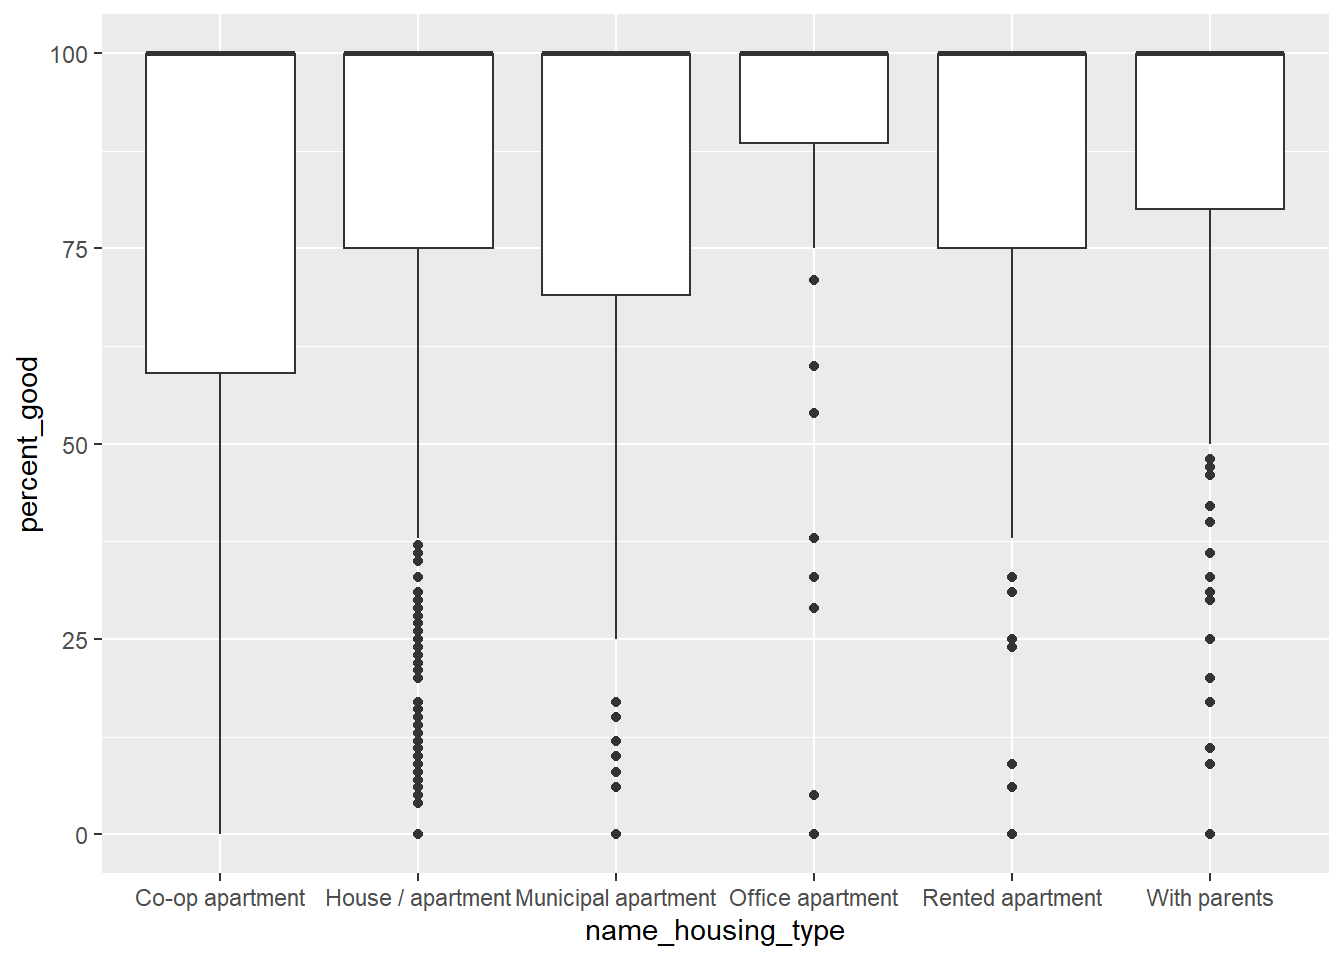 percent_good
100
75
50
25
0
Co-op apartment House / apartment Municipal apartment Office apartment Rented apartment With parents
name_housing_type